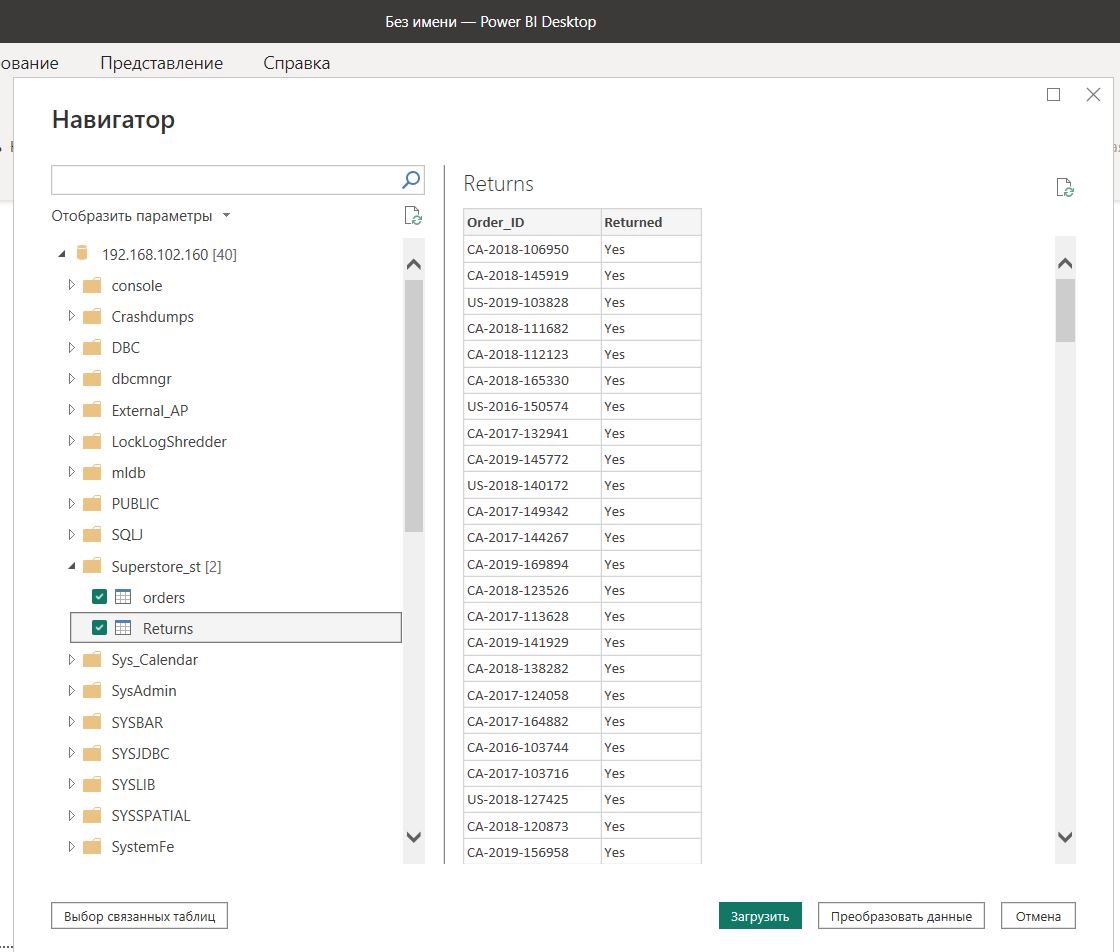 Без имени — Power BI Desktop
ование Представление Справка
Навигатор
Отобразить параметры
192.168.102.160 [40]
console
Crashdumps
DBC
dbcmngr
External_AP
LockLogShredder
mldb
PUBLIC
SQLJ
Superstore_st [2]
orders
Returns
Sys_Calendar
SysAdmin
SYSBAR
SYSJDBC
SYSLIB
SYSSPATIAL
SystemFe
Returns
Order_ID Returned
CA-2018-106950 Yes
CA-2018-145919 Yes
US-2019-103828 Yes
CA-2018-111682 Yes
CA-2018-112123 Yes
CA-2018-165330 Yes
US-2016-150574 Yes
CA-2017-132941 Yes
CA-2019-145772 Yes
US-2018-140172 Yes
CA-2017-149342 Yes
CA-2017-144267 Yes
CA-2019-169894 Yes
CA-2018-123526 Yes
CA-2017-113628 Yes
CA-2019-141929 Yes
CA-2018-138282 Yes
CA-2017-124058 Yes
CA-2017-164882 Yes
CA-2016-103744 Yes
CA-2017-103716 Yes
US-2018-127425 Yes
CA-2018-120873 Yes
CA-2019-156958 Yes
Выбор связанных таблиц Загрузить Преобразовать данные Отмена